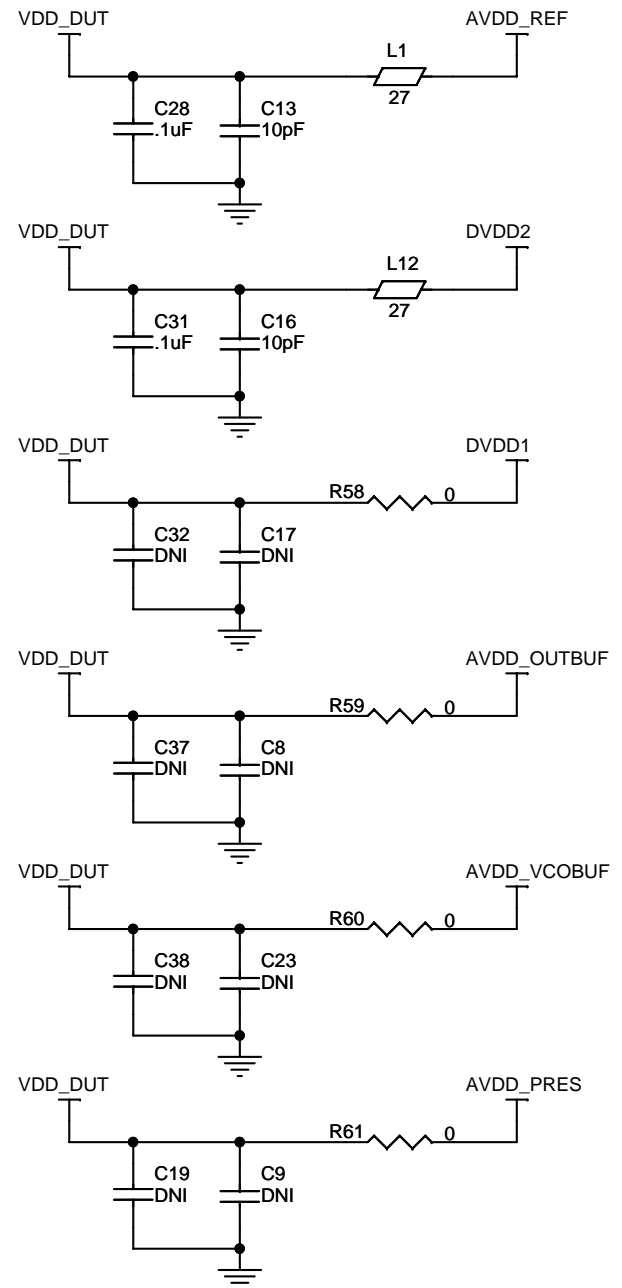 VDD_DUT AVDD_REF
L1
27
C28 C13
.1uF 10pF
VDD_DUT DVDD2
L12
27
C31 C16
.1uF 10pF
VDD_DUT DVDD1
R58 0
C32 C17
DNI DNI
VDD_DUT AVDD_OUTBUF
R59 0
C37 C8
DNI DNI
VDD_DUT AVDD_VCOBUF
R60 0
C38 C23
DNI DNI
VDD_DUT AVDD_PRES
R61 0
C19 C9
DNI DNI